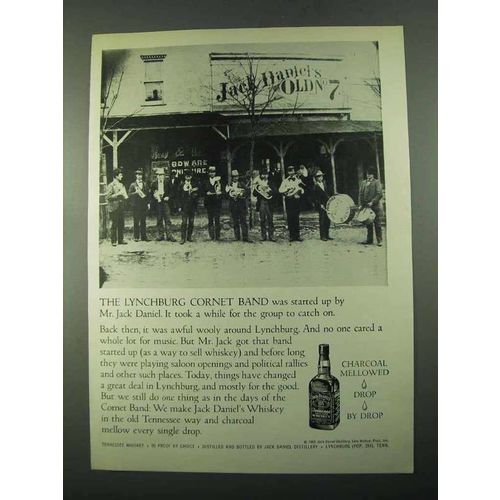 Jack Daniel's
OLD No 7
THE LYNCHBURG CORNET BAND was started up by
Mr. Jack Daniel. It took a while for the group to catch on.
Back then, it was awful wooly around Lynchburg. And no one cared a
whole lot for music. But Mr. Jack got that band
started up (as a way to sell whiskey) and before long
they were playing saloon openings and political rallies
and other such places. Today, things have changed
a great deal in Lynchburg, and mostly for the good.
But we still do one thing as in the days of the
Cornet Band: We make Jack Daniel's Whiskey
in the old Tennessee way and charcoal
mellow every single drop.
CHARCOAL
MELLOWED
DROP
BY DROP
TENNESSEE WHISKEY • 90 PROOF BY CHOICE • DISTILLED AND BOTTLED BY JACK DANIEL DISTILLERY • LYNCHBURG (POP. 384), TENN.